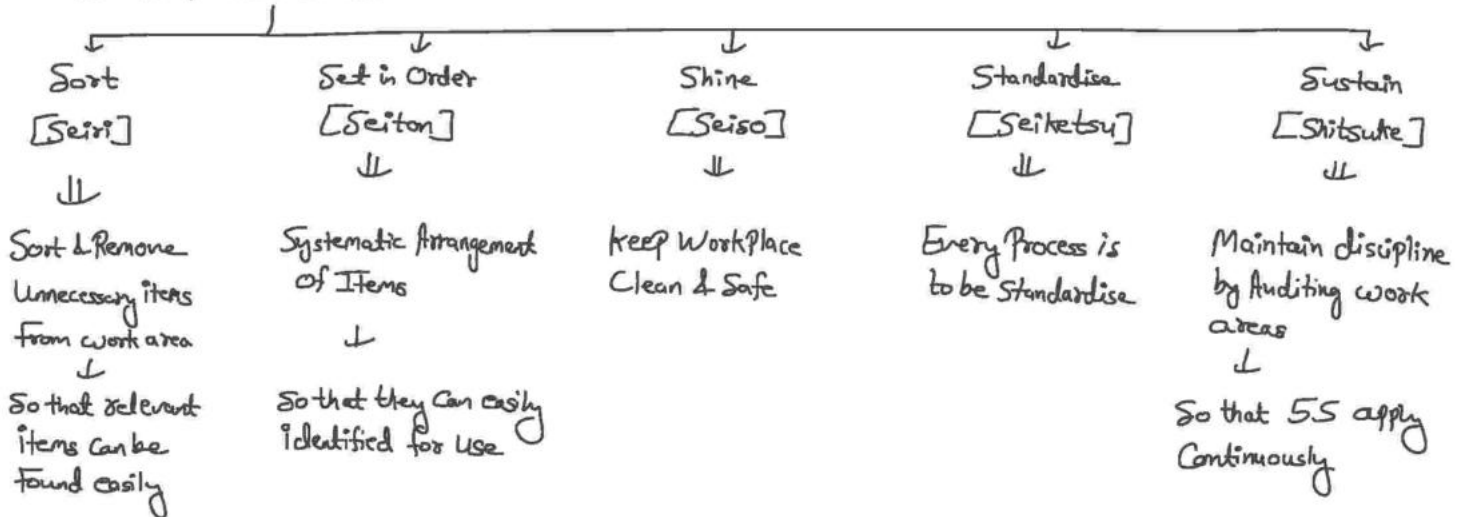 Sort
[Seiri]
Sort & Remove
Unnecessary items
from work area
So that relevant
items can be
found easily
Set in Order
[Seiton]
Systematic Arrangement
of Items
So that they can easily
identified for use
Shine
[Seiso]
Keep Workplace
Clean & Safe
Standardise
[Seiketsu]
Every Process is
to be Standardise
Sustain
[Shitsuke]
Maintain discipline
by Auditing work
areas
So that 5S apply
Continuously